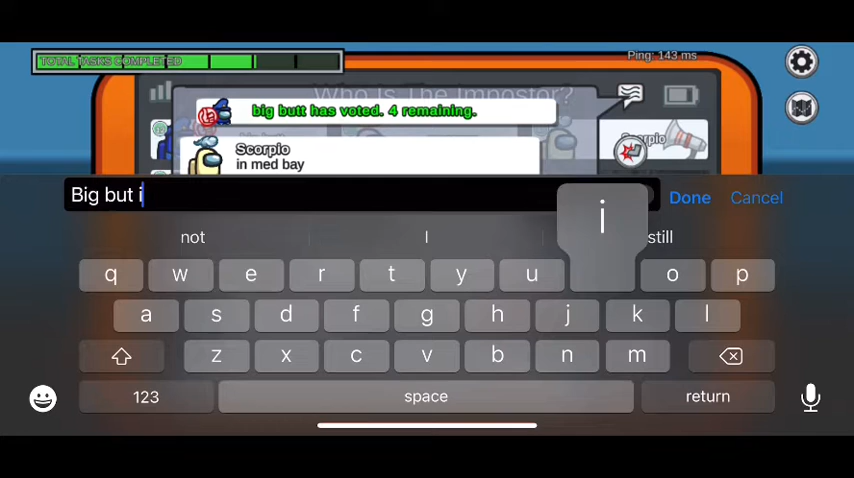 TOTAL TASKS COMPLETED
Ping: 143 ms
Who Is The Impostor?
big butt has voted. 4 remaining.
Scorpio
Scorpio
in med bay
Big but i
Done
Cancel
i
not
I
still
q w e r t y u o p
a s d f g h j k l
z x c v b n m
123
space
return